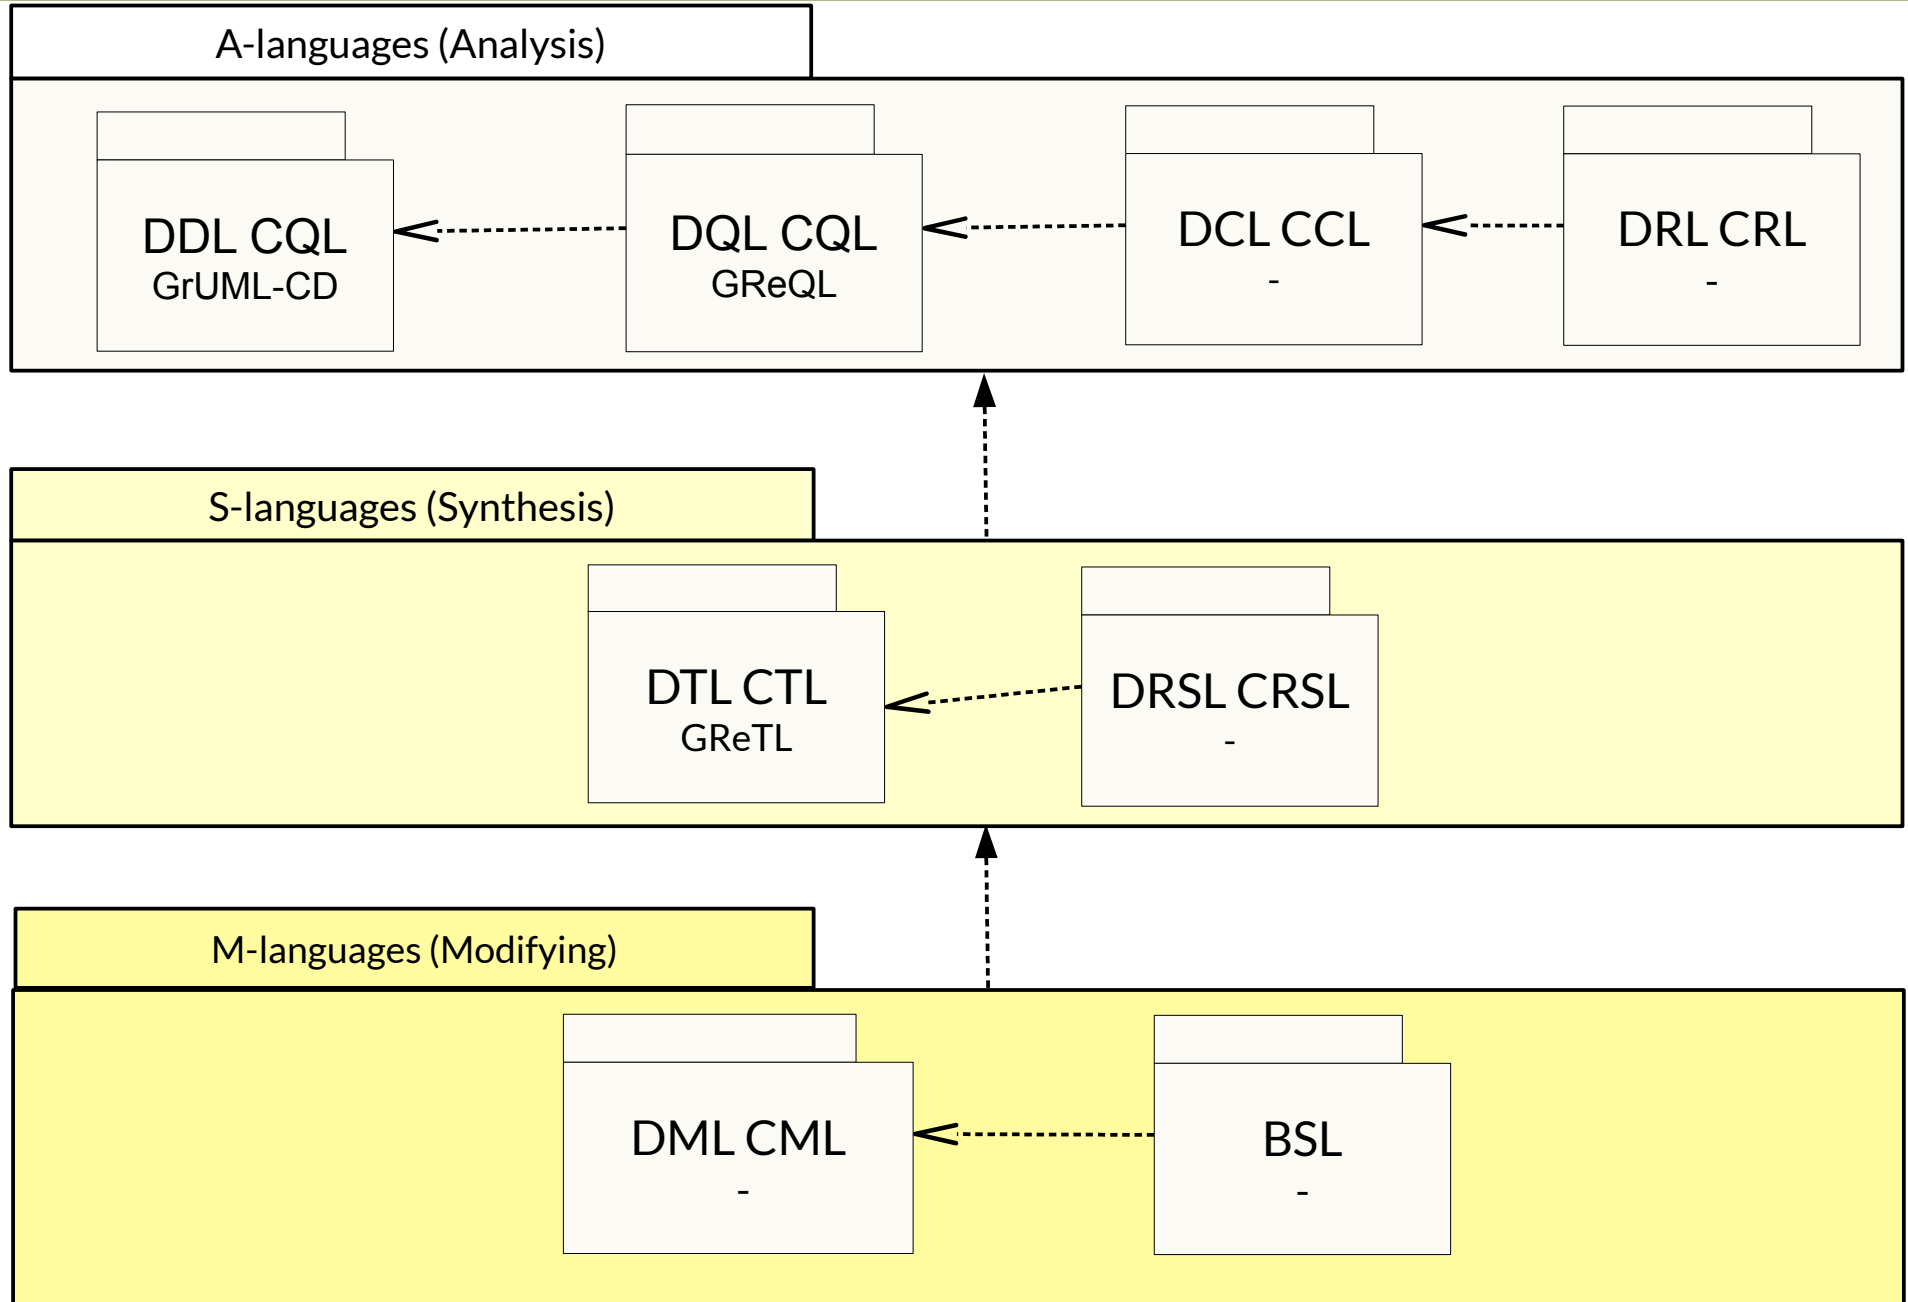 A-languages (Analysis)
DDL CQL
GrUML-CD
DQL CQL
GReQL
DCL CCL
-
DRL CRL
-
S-languages (Synthesis)
DTL CTL
GReTL
DRSL CRSL
-
M-languages (Modifying)
DML CML
-
BSL
-